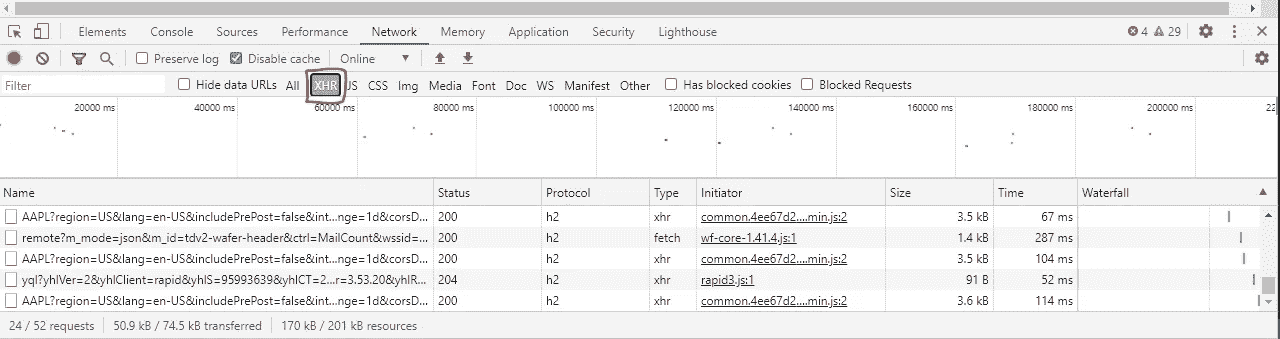 Elements Console Sources Performance Network Memory Application Security Lighthouse 4 29
Preserve log Disable cache Online
Filter Hide data URLs All XHR JS CSS Img Media Font Doc WS Manifest Other Has blocked cookies Blocked Requests
20000 ms 40000 ms 60000 ms 80000 ms 100000 ms 120000 ms 140000 ms 160000 ms 180000 ms 200000 ms 22
Name Status Protocol Type Initiator Size Time Waterfall
AAPL?region=US&lang=en-US&includePrePost=false&int...nge=1d&corsD... 200 h2 xhr common.4ee67d2....min.js:2 3.5 kB 67 ms
remote?m_mode=json&m_id=tdv2-wafer-header&ctrl=MailCount&wssid=... 200 h2 fetch wf-core-1.41.4.js:1 1.4 kB 287 ms
AAPL?region=US&lang=en-US&includePrePost=false&int...nge=1d&corsD... 200 h2 xhr common.4ee67d2....min.js:2 3.5 kB 104 ms
yql?yhlVer=2&yhlClient=rapid&yhlS=95993639&yhlCT=2...r=3.53.20&yhlR... 204 h2 xhr rapid3.js:1 91 B 52 ms
AAPL?region=US&lang=en-US&includePrePost=false&int...nge=1d&corsD... 200 h2 xhr common.4ee67d2....min.js:2 3.6 kB 114 ms
24 / 52 requests 50.9 kB / 74.5 kB transferred 170 kB / 201 kB resources